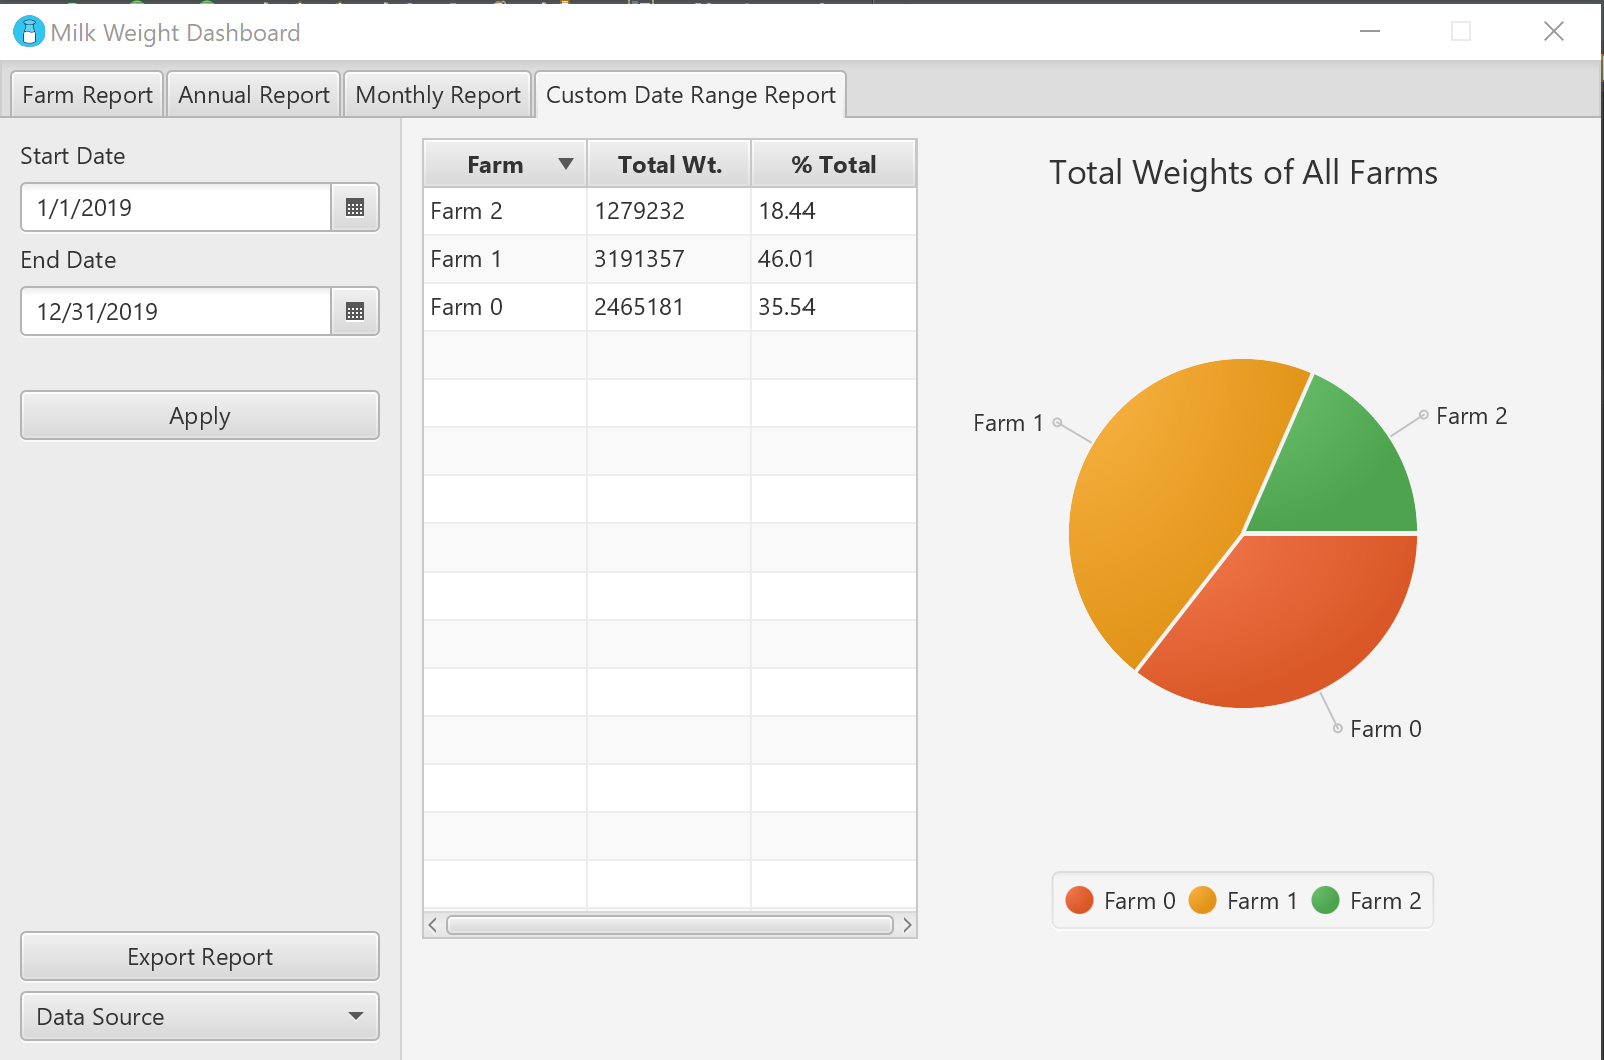 Milk Weight Dashboard
Farm Report Annual Report Monthly Report Custom Date Range Report
Start Date
1/1/2019
End Date
12/31/2019
Apply
Export Report
Data Source
Farm Total Wt. % Total
Farm 2 1279232 18.44
Farm 1 3191357 46.01
Farm 0 2465181 35.54
Total Weights of All Farms
Farm 1
Farm 2
Farm 0
Farm 0 Farm 1 Farm 2